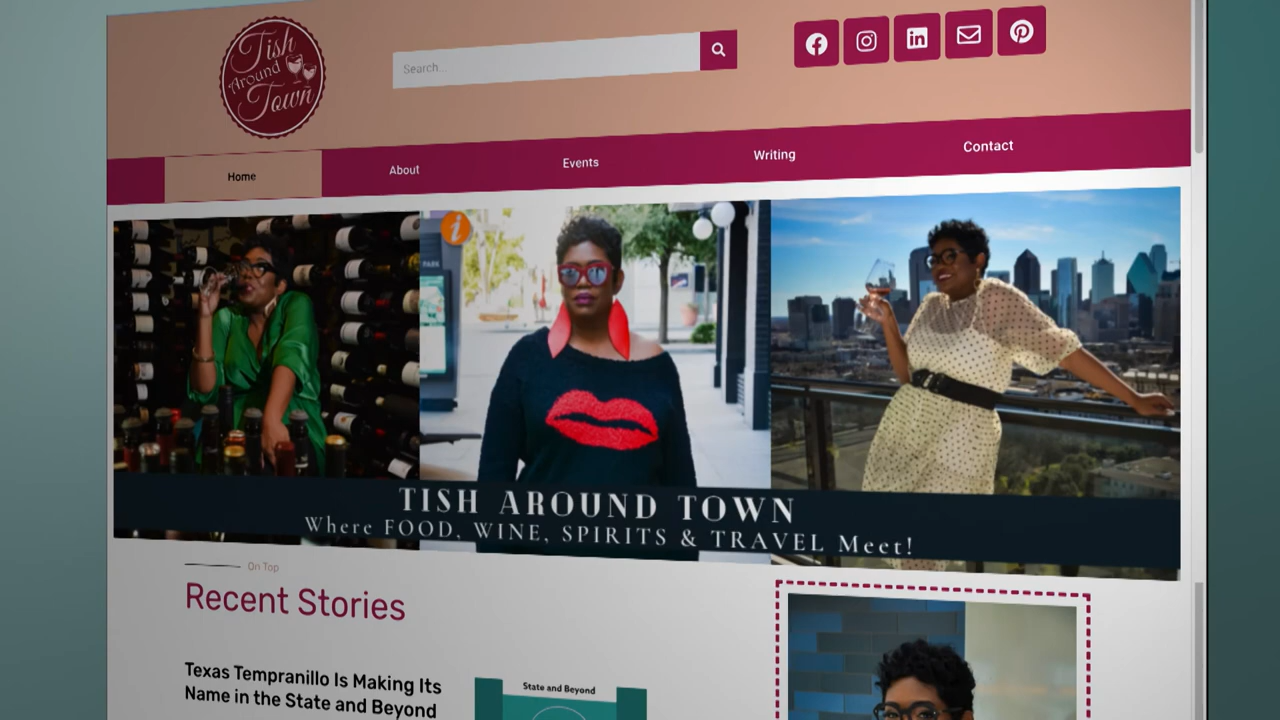 Tish
Around
Town
Search...
Home
About
Events
Writing
Contact
i
PARK
TISH AROUND TOWN
Where FOOD, WINE, SPIRITS & TRAVEL Meet!
On Top
Recent Stories
Texas Tempranillo Is Making Its
Name in the State and Beyond
State and Beyond